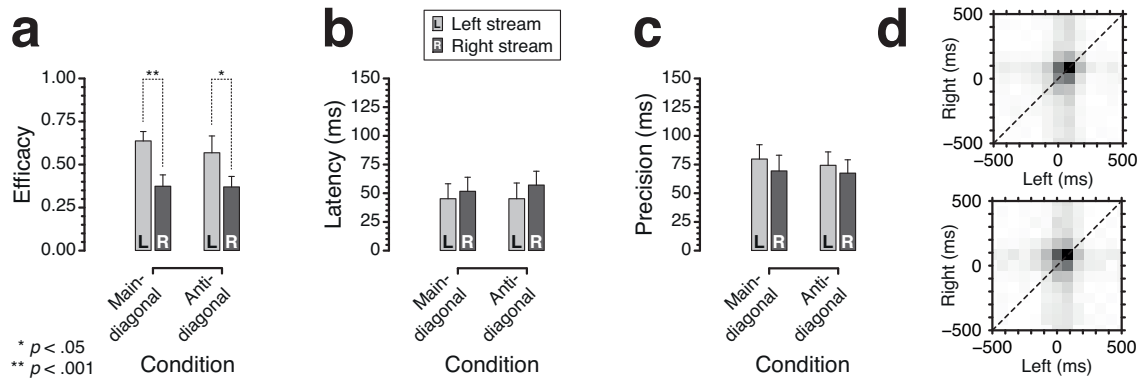 a
Efficacy
1.00
0.75
0.50
0.25
0.00
**
*
L
R
L
R
Main-
diagonal
Anti-
diagonal
Condition
* p < .05
** p < .001
b
L Left stream
R Right stream
Latency (ms)
150
125
100
75
50
25
0
L
R
L
R
Main-
diagonal
Anti-
diagonal
Condition
c
Precision (ms)
150
125
100
75
50
25
0
L
R
L
R
Main-
diagonal
Anti-
diagonal
Condition
d
Right (ms)
500
0
−500
−500 0 500
Left (ms)
Right (ms)
500
0
−500
−500 0 500
Left (ms)